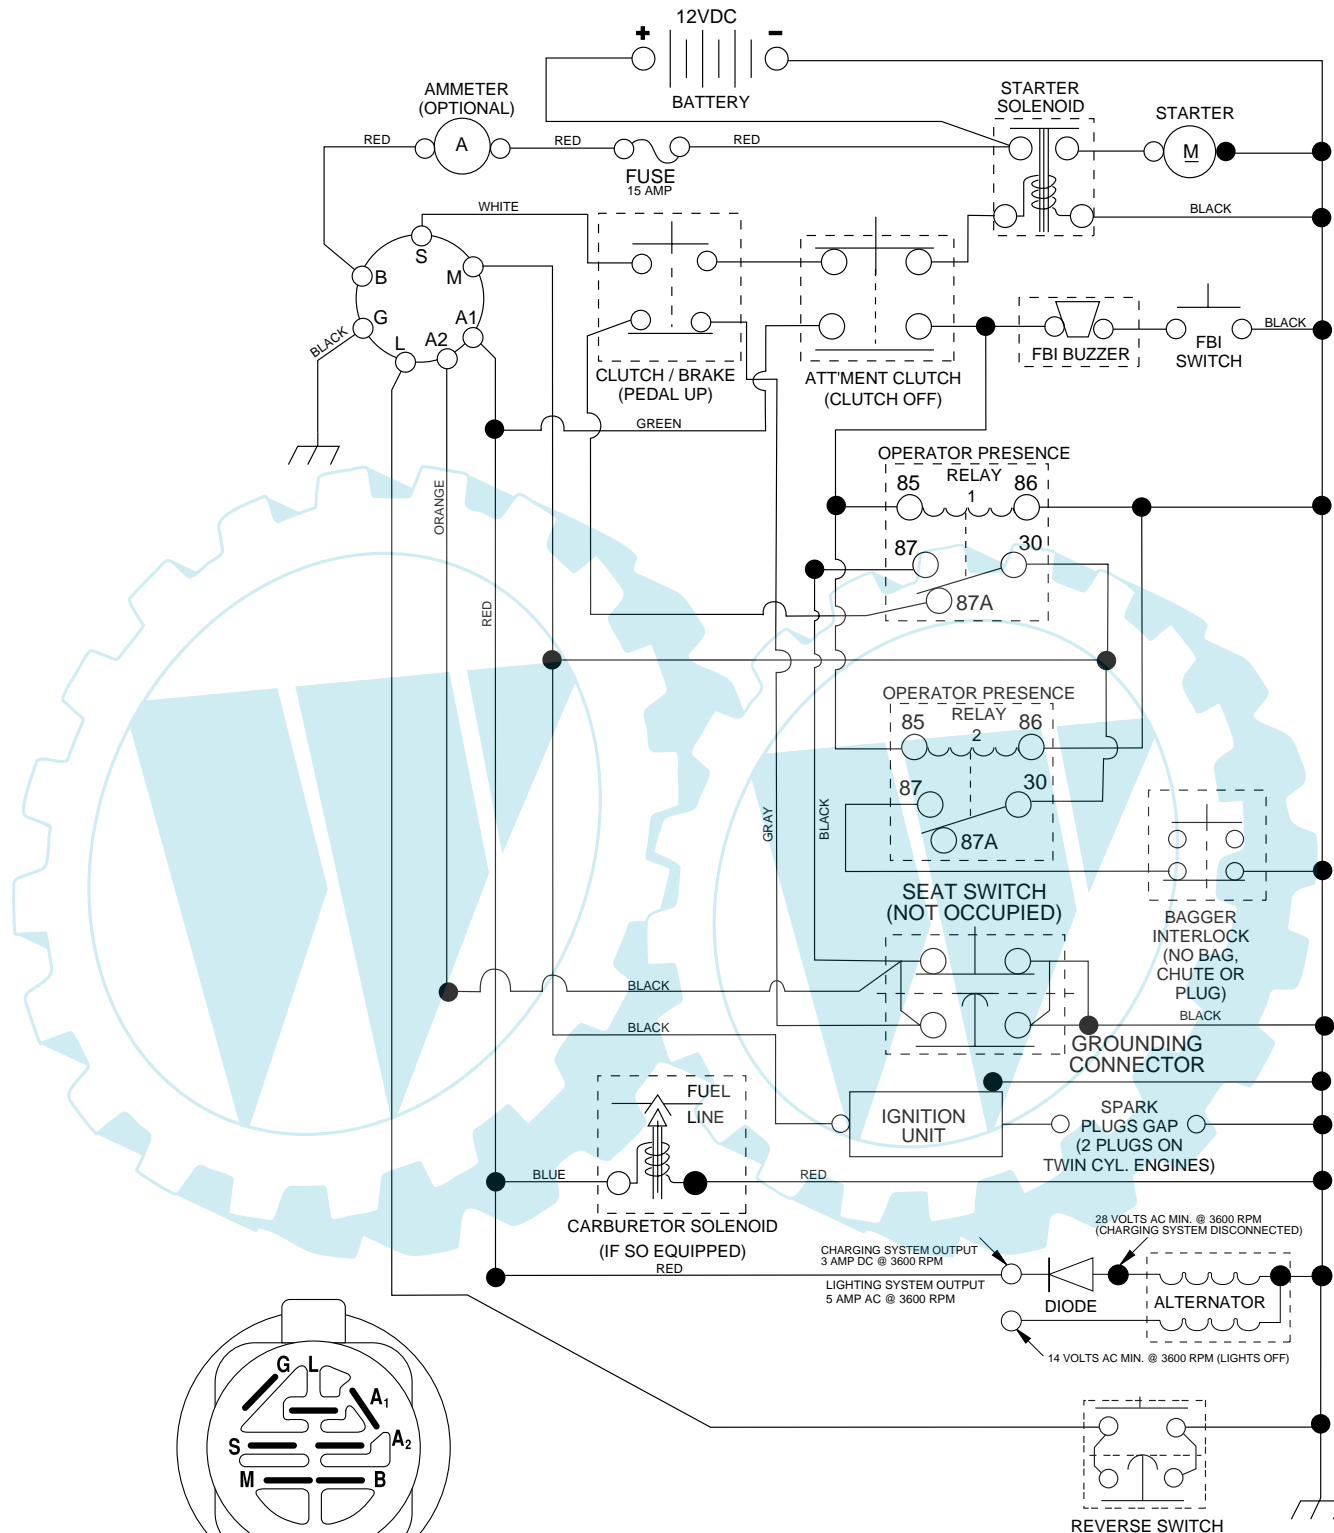 12VDC
+
-
BATTERY
AMMETER
(OPTIONAL)
A
RED
RED
RED
FUSE
15 AMP
STARTER
SOLENOID
STARTER
M
BLACK
WHITE
S
B
M
G
A1
L
A2
BLACK
CLUTCH / BRAKE
(PEDAL UP)
ATT'MENT CLUTCH
(CLUTCH OFF)
FBI BUZZER
FBI
SWITCH
BLACK
GREEN
ORANGE
RED
OPERATOR PRESENCE
RELAY
1
85
86
87
30
87A
OPERATOR PRESENCE
RELAY
2
85
86
87
30
87A
GRAY
BLACK
SEAT SWITCH
(NOT OCCUPIED)
BAGGER
INTERLOCK
(NO BAG,
CHUTE OR
PLUG)
BLACK
BLACK
BLACK
GROUNDING
CONNECTOR
FUEL
LINE
IGNITION
UNIT
SPARK
PLUGS GAP
(2 PLUGS ON
TWIN CYL. ENGINES)
BLUE
RED
CARBURETOR SOLENOID
(IF SO EQUIPPED)
RED
28 VOLTS AC MIN. @ 3600 RPM
(CHARGING SYSTEM DISCONNECTED)
CHARGING SYSTEM OUTPUT
3 AMP DC @ 3600 RPM
LIGHTING SYSTEM OUTPUT
5 AMP AC @ 3600 RPM
DIODE
ALTERNATOR
14 VOLTS AC MIN. @ 3600 RPM (LIGHTS OFF)
G
L
A1
S
A2
M
B
REVERSE SWITCH